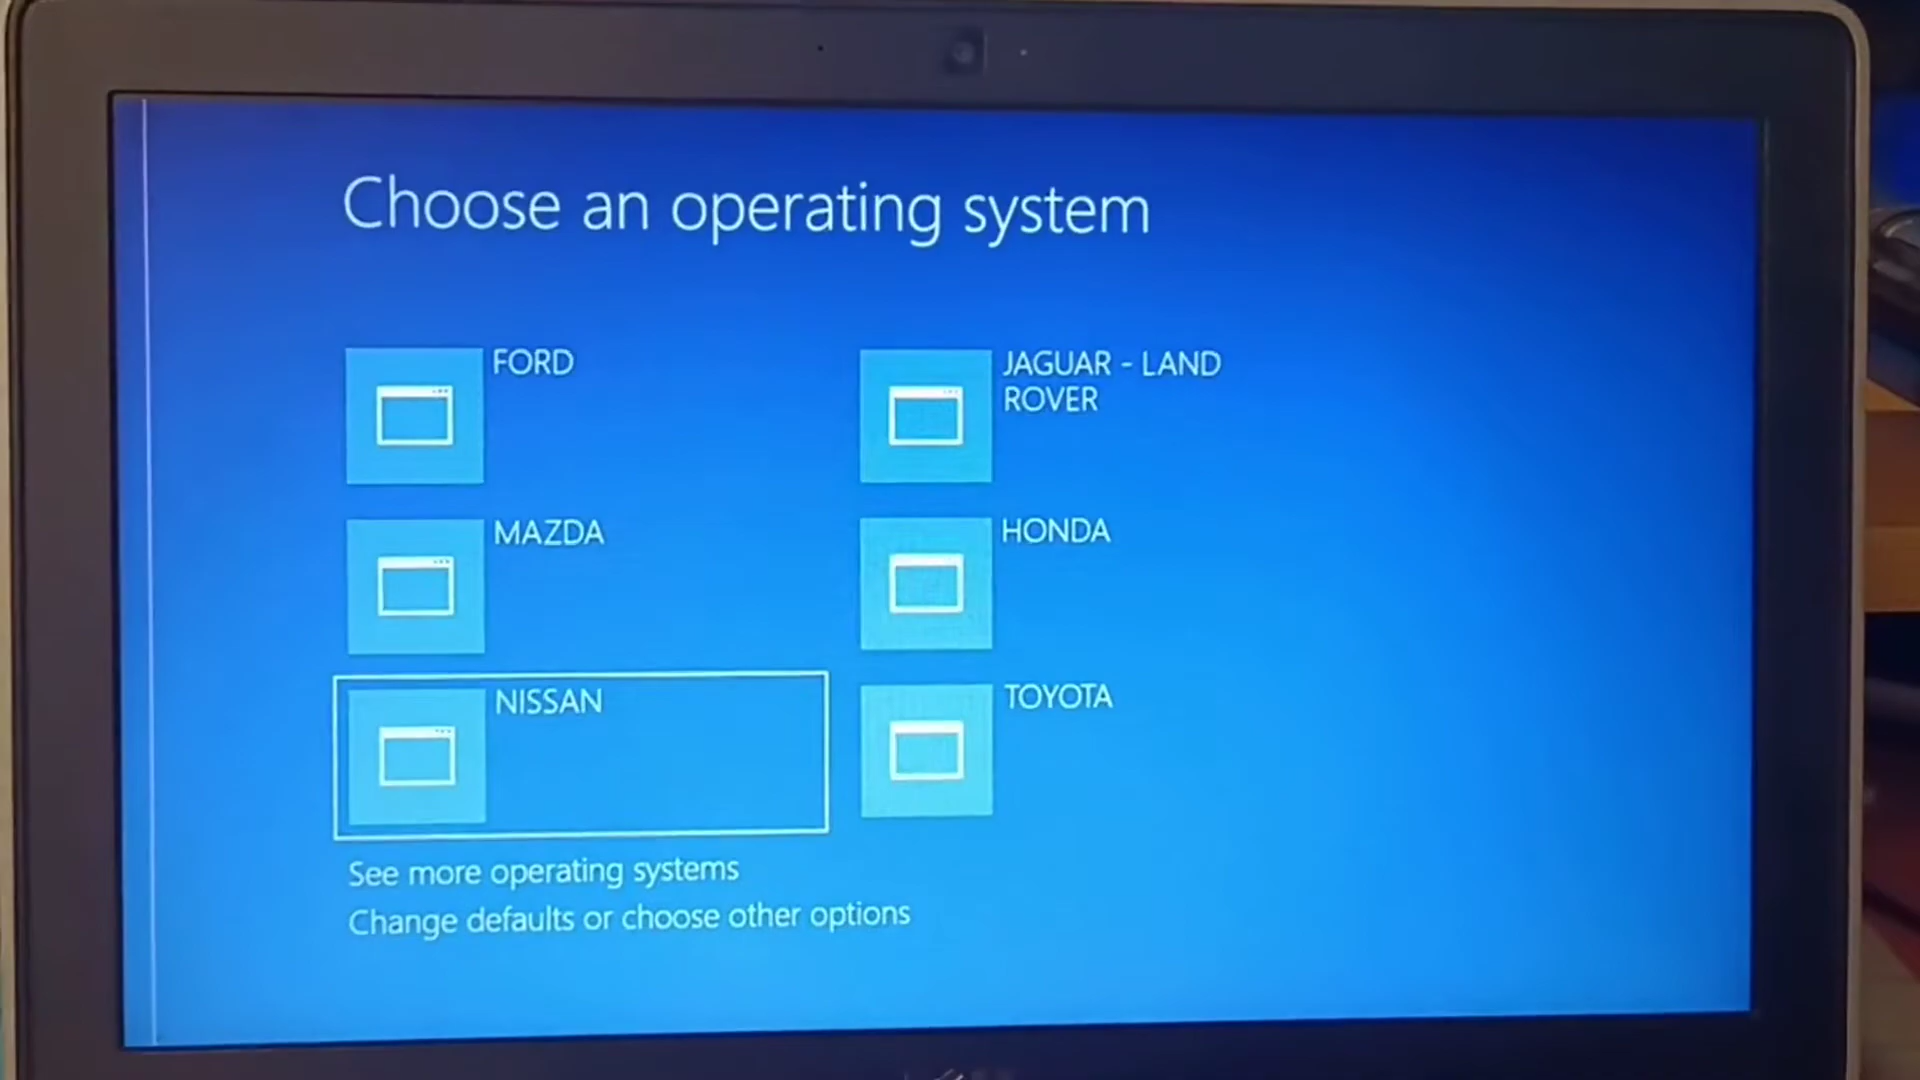 Choose an operating system
FORD
JAGUAR - LAND
ROVER
MAZDA
HONDA
NISSAN
TOYOTA
See more operating systems
Change defaults or choose other options